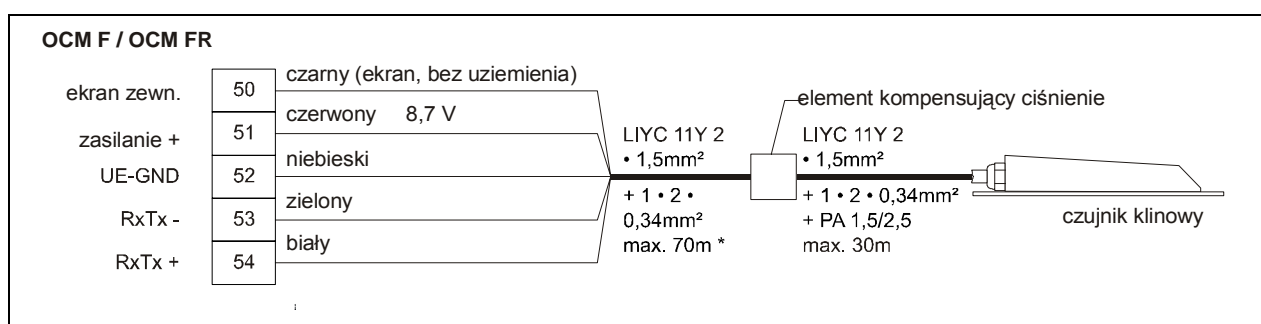 OCM F / OCM FR
ekran zewn.
50
czarny (ekran, bez uziemienia)
zasilanie +
51
czerwony 8,7 V
UE-GND
52
niebieski
RxTx -
53
zielony
RxTx +
54
biały
LIYC 11Y 2
• 1,5mm²
+ 1 • 2 •
0,34mm²
max. 70m *
element kompensujący ciśnienie
LIYC 11Y 2
• 1,5mm²
+ 1 • 2 • 0,34mm²
+ PA 1,5/2,5
max. 30m
czujnik klinowy